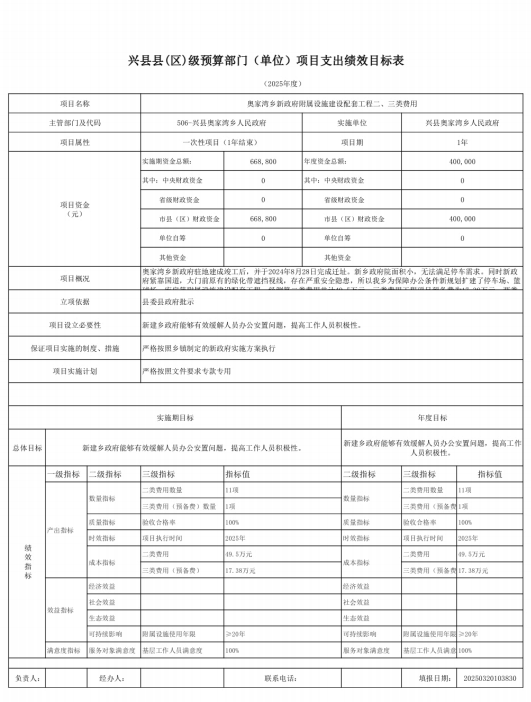 兴县县(区)级预算部门（单位）项目支出绩效目标表
（2025年度）
项目名称 奥家湾乡新政府附属设施建设配套工程二、三类费用
主管部门及代码 506-兴县奥家湾乡人民政府 实施单位 兴县奥家湾乡人民政府
项目属性 一次性项目（1年结束） 项目期 1年
项目资金（元） 实施期资金总额： 668,800 年度资金总额： 400,000
其中：中央财政资金 0 其中：中央财政资金 0
省级财政资金 0 省级财政资金 0
市县（区）财政资金 668,800 市县（区）财政资金 400,000
单位自筹 0 单位自筹 0
其他资金 其他资金
项目概况 奥家湾乡新政府驻地建成竣工后，并于2024年8月28日完成迁址、新乡政府院面积小，无法满足停车需求、同时新政
府紧靠国道，大门前原有的绿化带遮挡视线，存在严重安全隐患，所以我乡为保障办公条件新规划扩建了停车场、篮
立项依据 县委县政府批示
项目设立必要性 新建乡政府能够有效缓解人员办公安置问题，提高工作人员积极性。
保证项目实施的制度、措施 严格按照乡镇制定的新政府实施方案执行
项目实施计划 严格按照文件要求专款专用
实施期目标 年度目标
总体目标 新建乡政府能够有效缓解人员办公安置问题，提高工作人员积极性。 新建乡政府能够有效缓解人员办公安置问题，提高工作人员积极性。
绩效指标 一级指标 二级指标 三级指标 指标值 二级指标 三级指标 指标值
产出指标 数量指标 二类费用数量 11项 数量指标 二类费用数量 11项
三类费用（预备费）数量 1项 三类费用（预备费 1项
质量指标 验收合格率 100% 质量指标 验收合格率 100%
时效指标 项目执行时间 2025年 时效指标 项目执行时间 2025年
成本指标 二类费用 49.5万元 成本指标 二类费用 49.5万元
三类费用（预备费） 17.38万元 三类费用（预备费 17.38万元
效益指标 经济效益 经济效益
社会效益 社会效益
生态效益 生态效益
可持续影响 附属设施使用年限 ≥20年 可持续影响 附属设施使用年限 ≥20年
满意度指标 服务对象满意度 基层工作人员满意度 100% 服务对象满意度 基层工作人员满意 100%
负责人： 经办人： 联系电话： 填报日期： 20250320103830